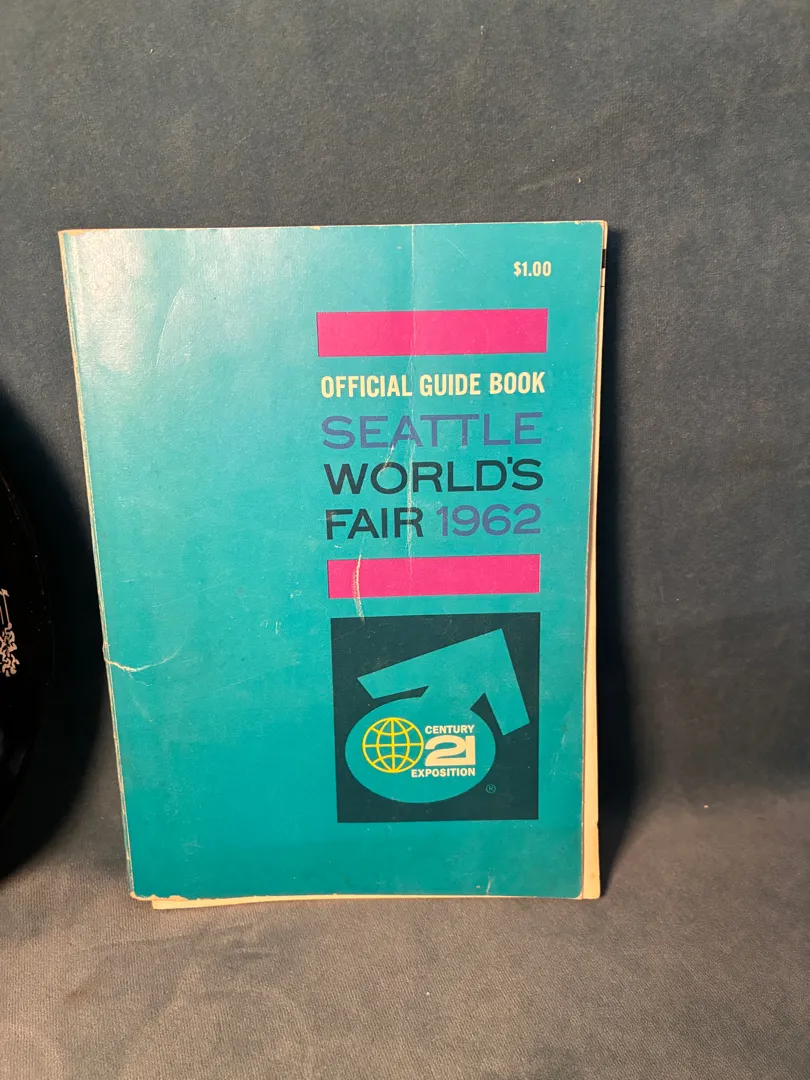 $1.00
OFFICIAL GUIDE BOOK
SEATTLE
WORLD'S
FAIR 1962
CENTURY
21
EXPOSITION
®